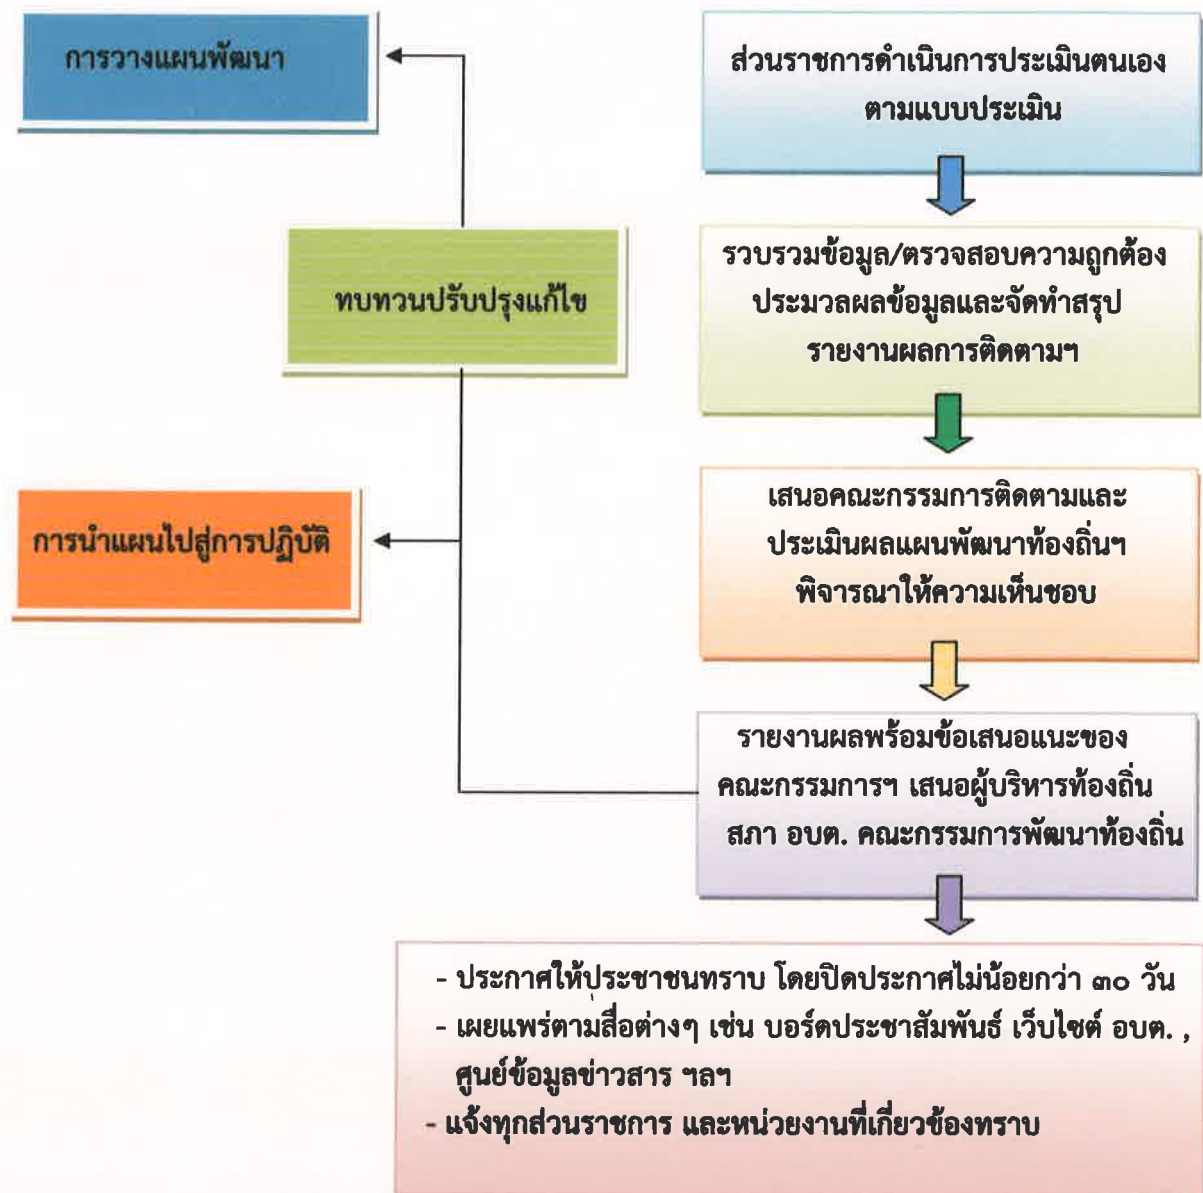 การวางแผนพัฒนา
ส่วนราชการดำเนินการประเมินตนเอง
ตามแบบประเมิน
ทบทวนปรับปรุงแก้ไข
รวบรวมข้อมูล/ตรวจสอบความถูกต้อง
ประมวลผลข้อมูลและจัดทำสรุป
รายงานผลการติดตามฯ
การนำแผนไปสู่การปฏิบัติ
เสนอคณะกรรมการติดตามและ
ประเมินผลแผนพัฒนาท้องถิ่นฯ
พิจารณาให้ความเห็นชอบ
รายงานผลพร้อมข้อเสนอแนะของ
คณะกรรมการฯ เสนอผู้บริหารท้องถิ่น
สภา อบต. คณะกรรมการพัฒนาท้องถิ่น
- ประกาศให้ประชาชนทราบ โดยปิดประกาศไม่น้อยกว่า ๓๐ วัน
- เผยแพร่ตามสื่อต่างๆ เช่น บอร์ดประชาสัมพันธ์ เว็บไซต์ อบต. ,
ศูนย์ข้อมูลข่าวสาร ฯลฯ
- แจ้งทุกส่วนราชการ และหน่วยงานที่เกี่ยวข้องทราบ